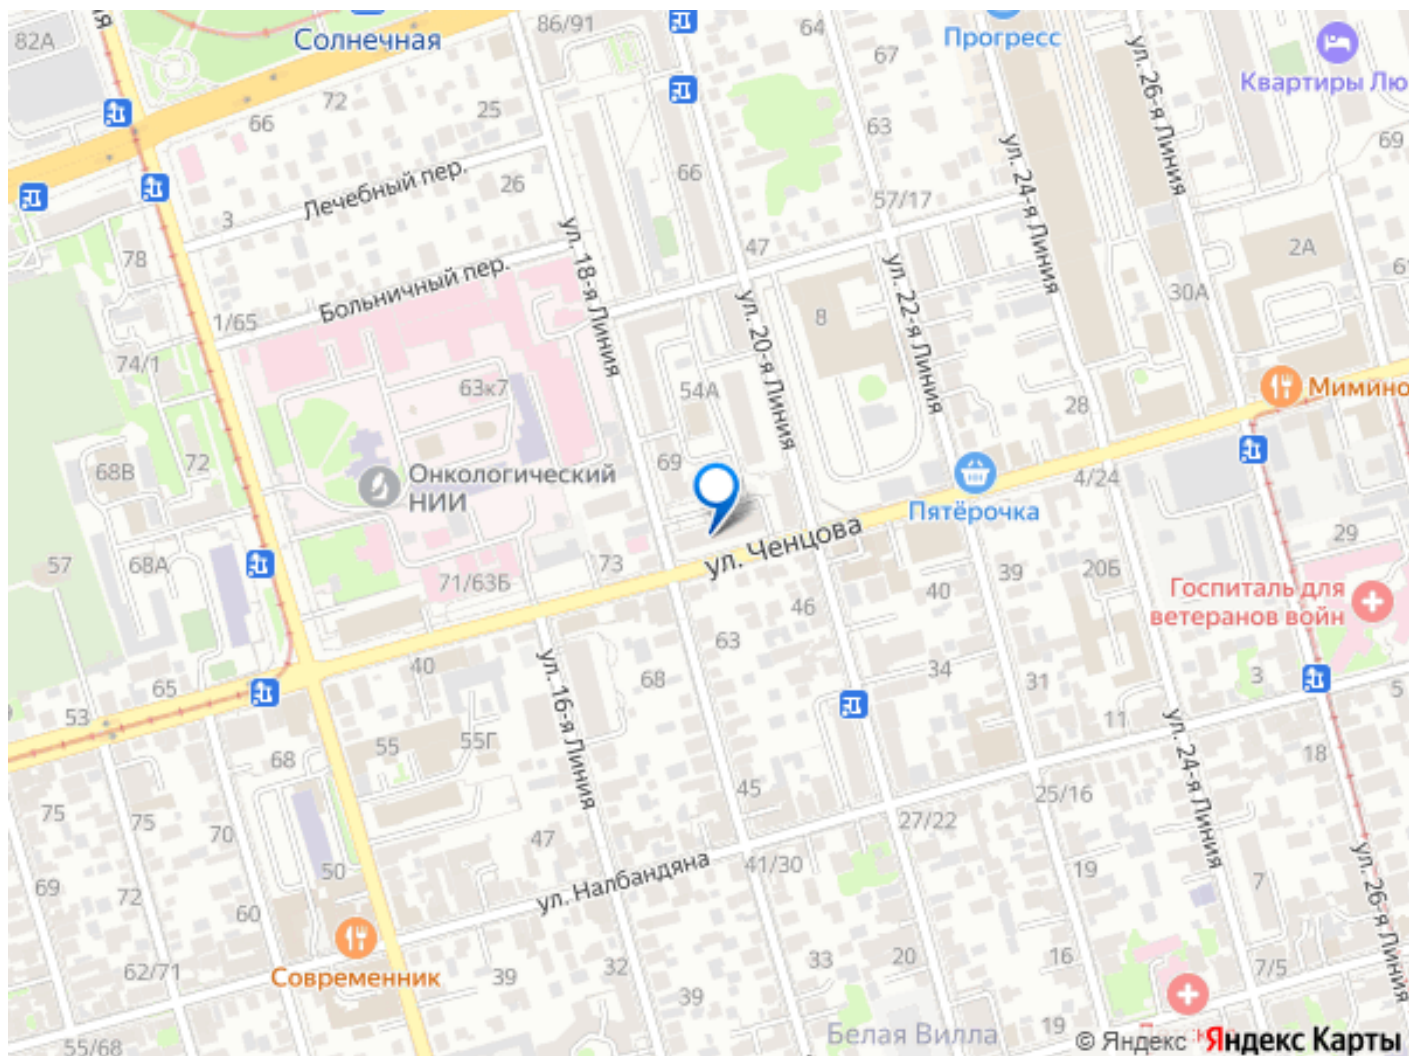 86/91
64
Прогресс
82А
Солнечная
67
ул. 26-я Линия
Квартиры Лю
72
25
66
63
69
ул. 24-я Линия
66
Лечебный пер.
26
57/17
3
ул. 18-я Линия
47
2А
78
Больничный пер.
ул. 22-я Линия
30А
1/65
ул. 20-я Линия
8
74/1
63к7
54А
28
Мимино
68В
72
Онкологический
НИИ
69
4/24
Пятёрочка
ул. Ченцова
29
57
68А
71/63Б
73
39
20Б
40
46
Госпиталь для
ветеранов войн
63
40
34
65
ул. 16-я Линия
68
31
3
5
53
11
55
55Г
68
ул. 24-я Линия
18
75
75
70
45
25/16
27/22
47
ул. 26-я Линия
50
ул. Налбандяна
41/30
19
7
69
72
60
Современник
62/71
39
32
33
20
16
7/5
39
Белая Вилла
19
55/68
© Яндекс
Яндекс Карты